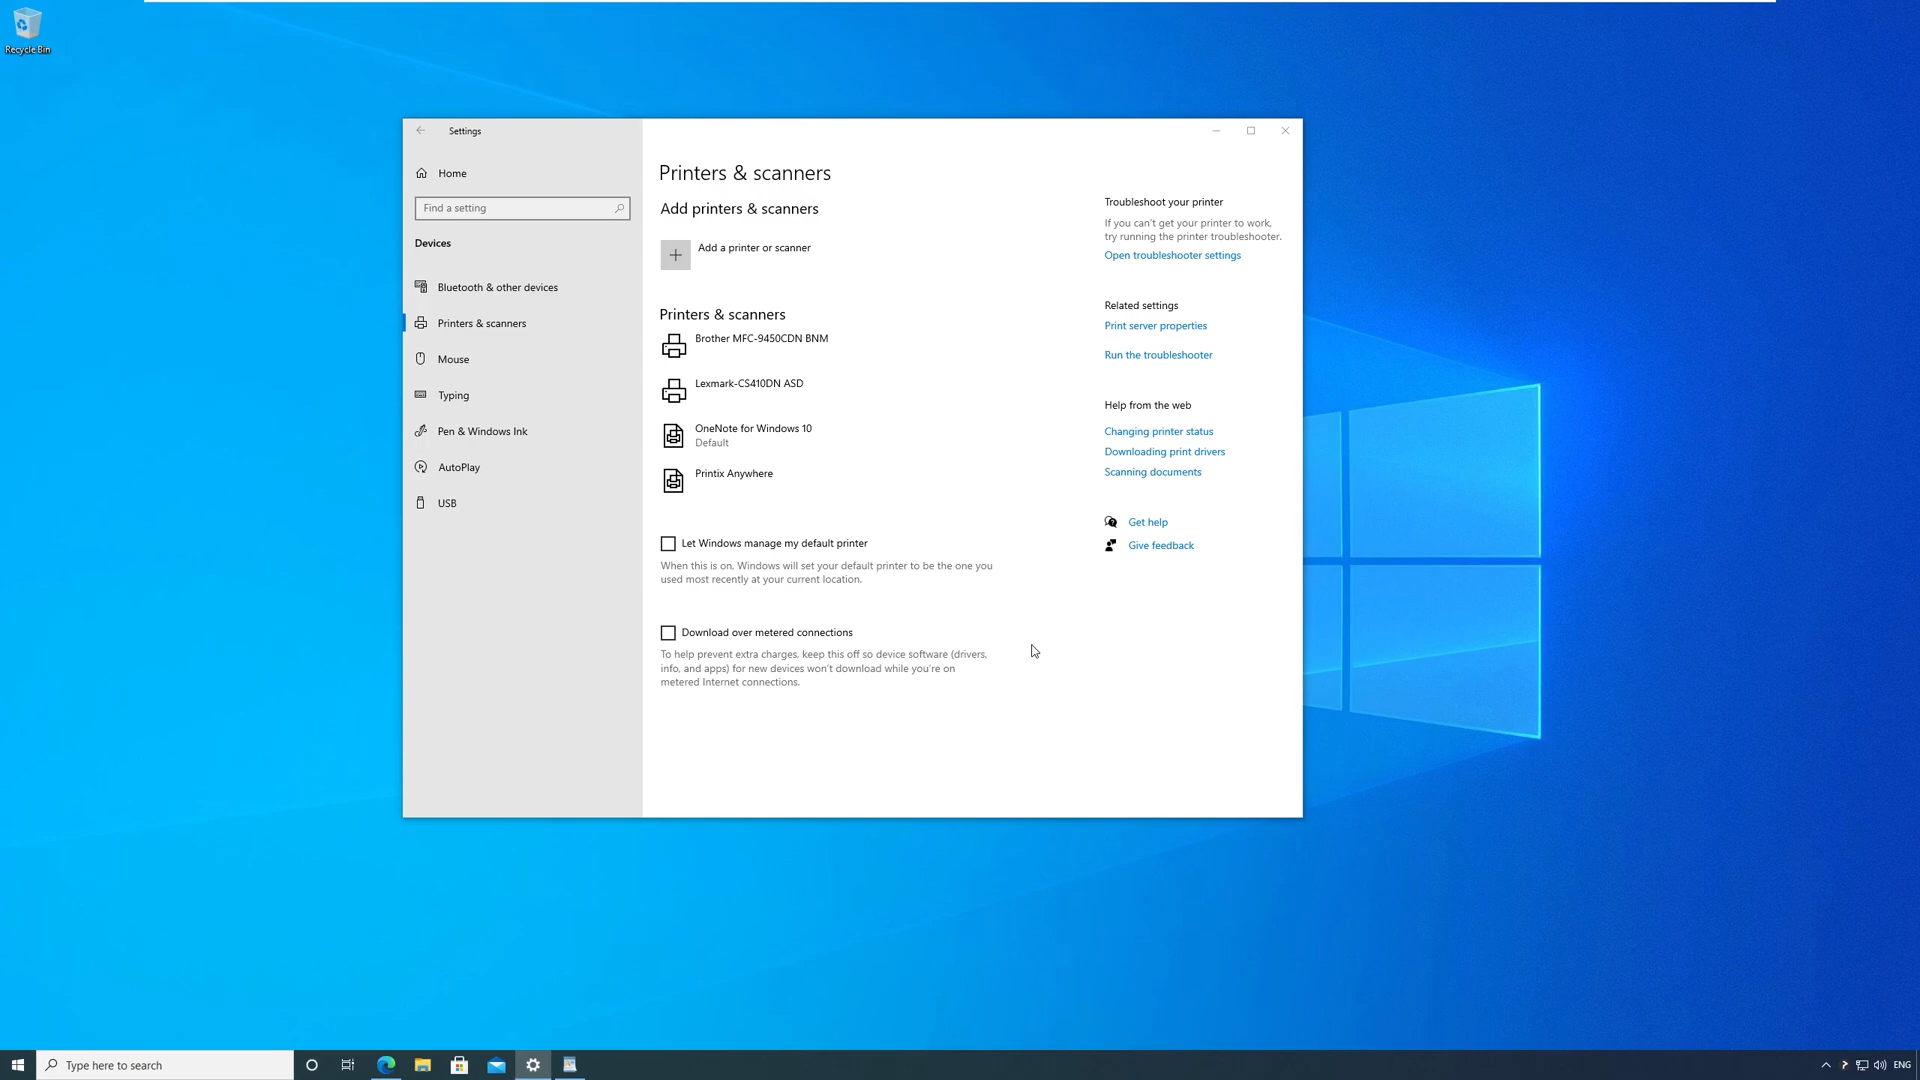 Recycle Bin
Settings
Home
Find a setting
Devices
Bluetooth & other devices
Printers & scanners
Mouse
Typing
Pen & Windows Ink
AutoPlay
USB
Printers & scanners
Add printers & scanners
Add a printer or scanner
Printers & scanners
Brother MFC-9450CDN BNM
Lexmark-CS410DN ASD
OneNote for Windows 10
Default
Printix Anywhere
Let Windows manage my default printer
When this is on, Windows will set your default printer to be the one you
used most recently at your current location.
Download over metered connections
To help prevent extra charges, keep this off so device software (drivers,
info, and apps) for new devices won't download while you're on
metered Internet connections.
Troubleshoot your printer
If you can't get your printer to work,
try running the printer troubleshooter.
Open troubleshooter settings
Related settings
Print server properties
Run the troubleshooter
Help from the web
Changing printer status
Downloading print drivers
Scanning documents
Get help
Give feedback
Type here to search
ENG